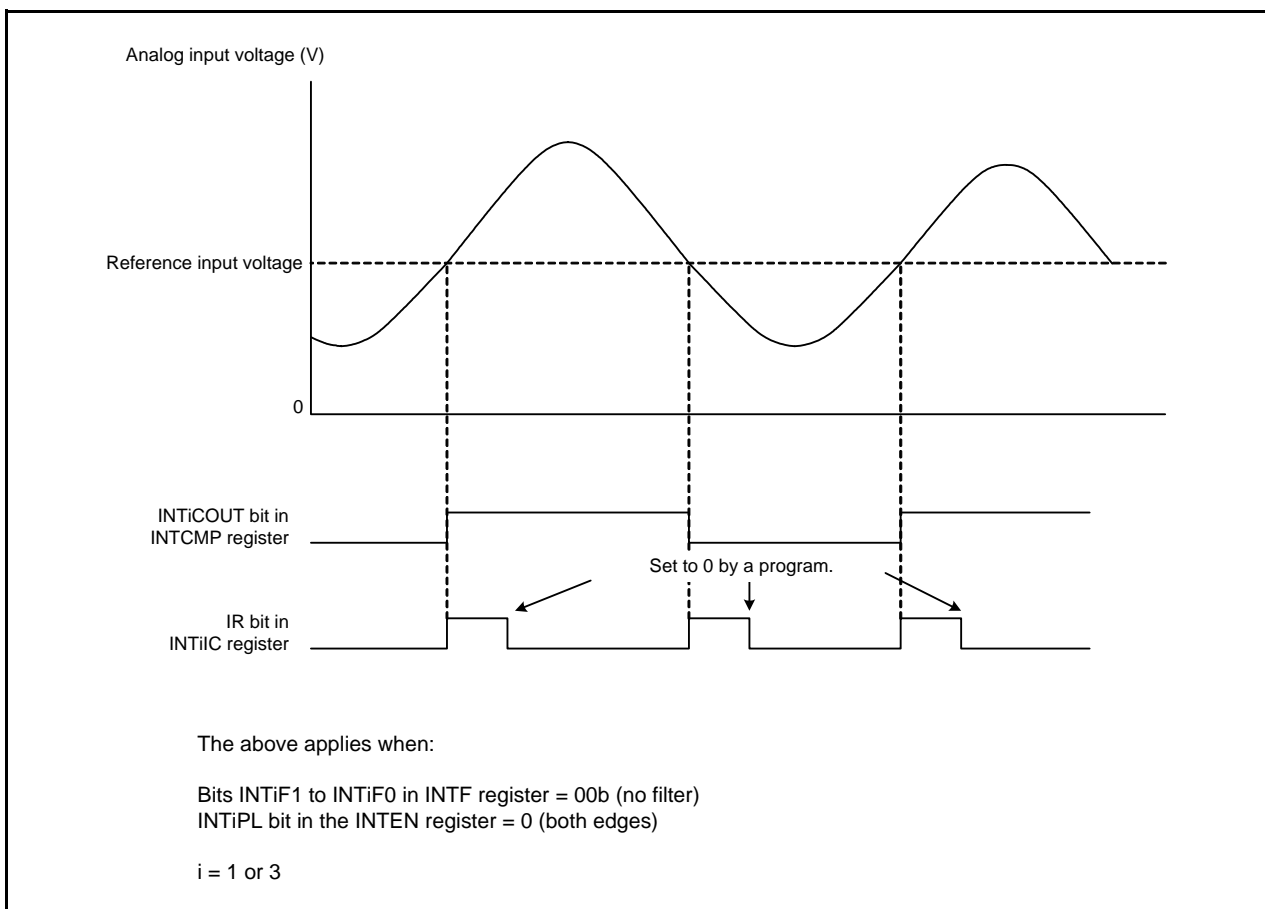 Analog input voltage (V)
Reference input voltage
0
INTiCOUT bit in
INTCMP register
Set to 0 by a program.
IR bit in
INTiIC register
The above applies when:
Bits INTiF1 to INTiF0 in INTF register = 00b (no filter)
INTiPL bit in the INTEN register = 0 (both edges)
i = 1 or 3